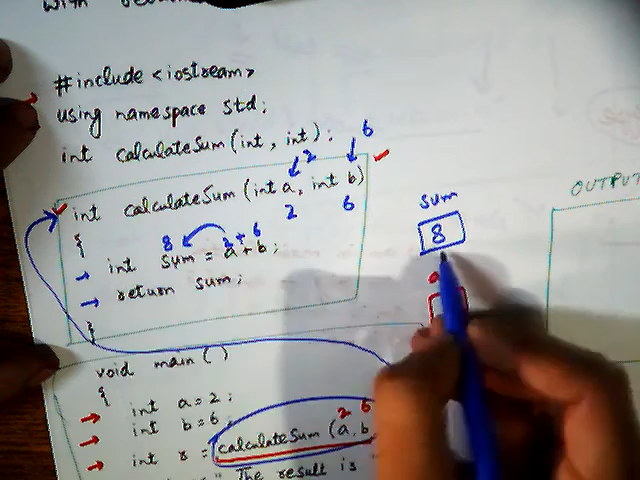 with
#include <iostream>
using namespace std;
int calculateSum (int, int);
2 6
int calculateSum (int a, int b)
2 6
{
8 2 + 6
int sum = a+b;
return sum;
}
sum
8
OUTPUT
void main ()
{
int a = 2;
int b = 6;
2 6
int r = calculateSum (a, b
" The result is